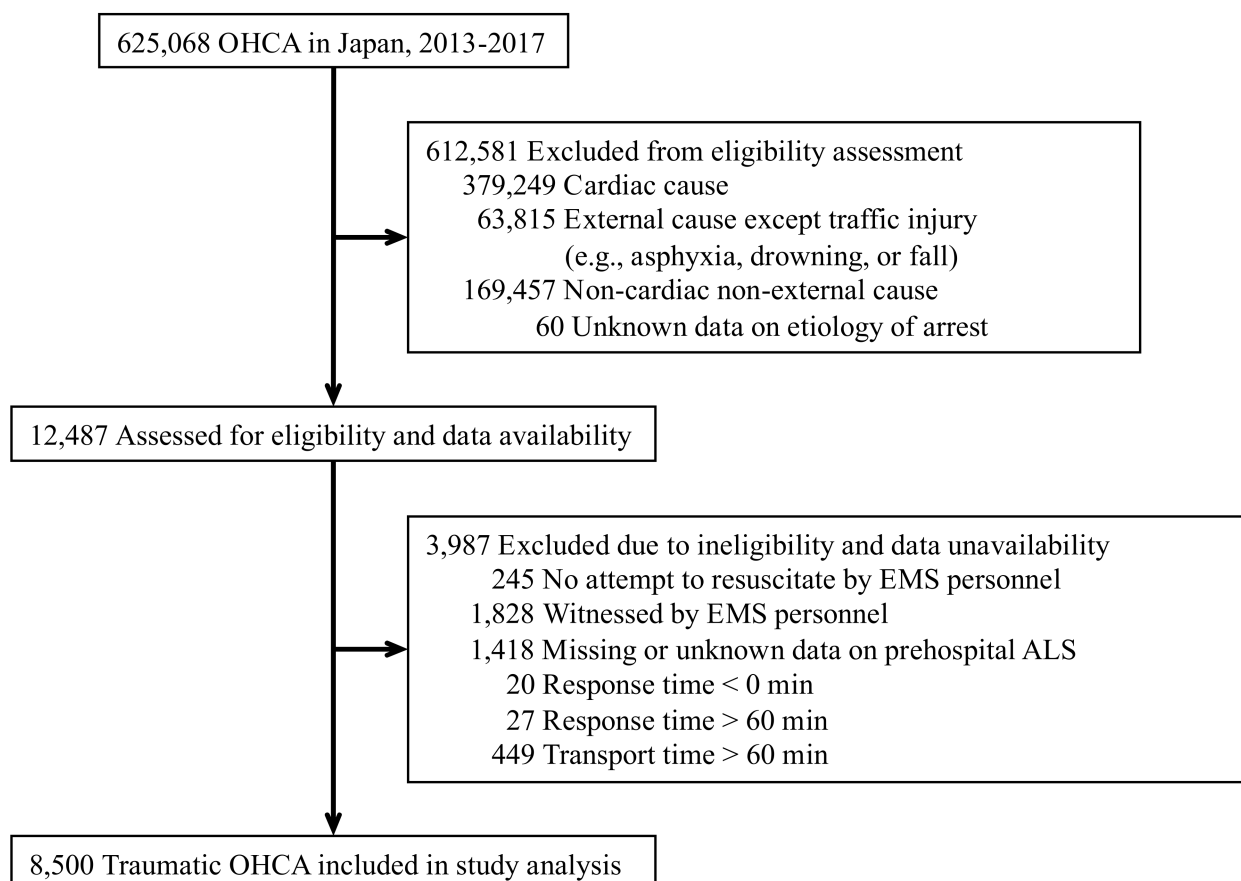 625,068 OHCA in Japan, 2013-2017
612,581 Excluded from eligibility assessment
379,249 Cardiac cause
63,815 External cause except traffic injury
(e.g., asphyxia, drowning, or fall)
169,457 Non-cardiac non-external cause
60 Unknown data on etiology of arrest
12,487 Assessed for eligibility and data availability
3,987 Excluded due to ineligibility and data unavailability
245 No attempt to resuscitate by EMS personnel
1,828 Witnessed by EMS personnel
1,418 Missing or unknown data on prehospital ALS
20 Response time < 0 min
27 Response time > 60 min
449 Transport time > 60 min
8,500 Traumatic OHCA included in study analysis